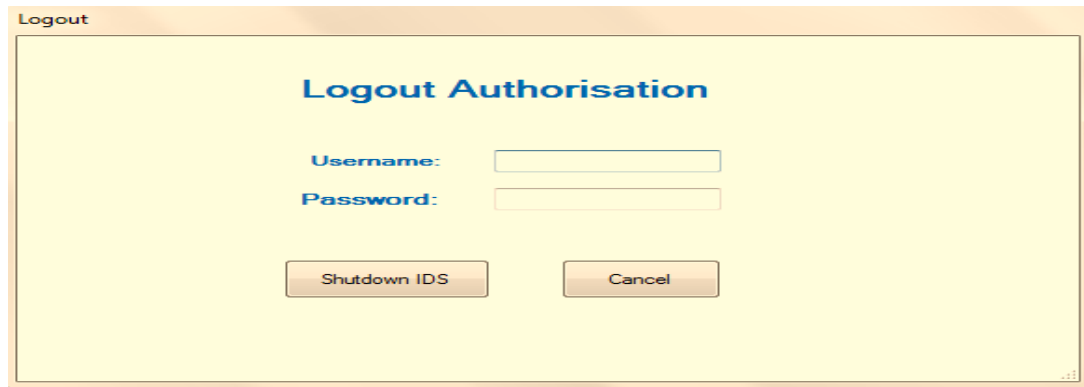 Logout
Logout Authorisation
Username:
Password:
Shutdown IDS Cancel